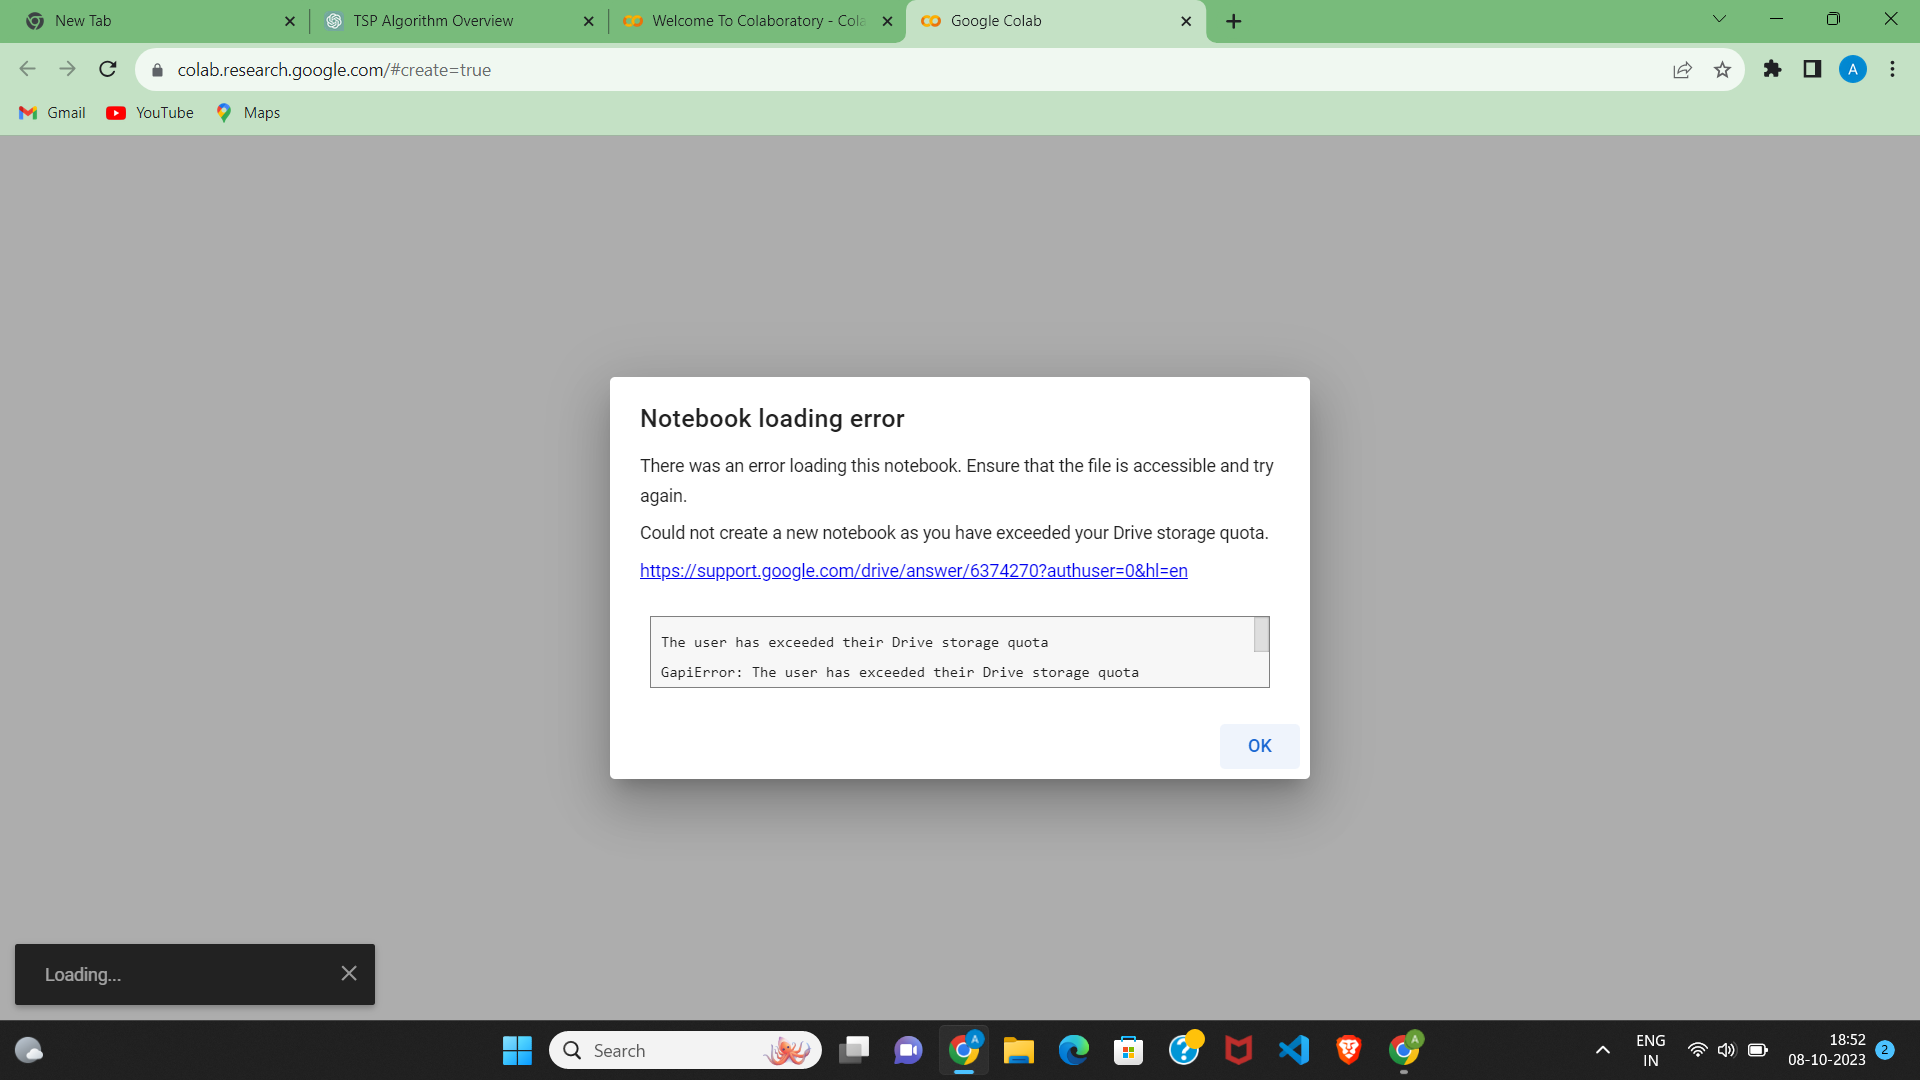 New Tab
TSP Algorithm Overview
Welcome To Colaboratory - Cola
Google Colab
colab.research.google.com/#create=true
A
Gmail
YouTube
Maps
Notebook loading error
There was an error loading this notebook. Ensure that the file is accessible and try
again.
Could not create a new notebook as you have exceeded your Drive storage quota.
https://support.google.com/drive/answer/6374270?authuser=0&hl=en
The user has exceeded their Drive storage quota
GapiError: The user has exceeded their Drive storage quota
OK
Loading...
Search
A
A
ENG
IN
18:52
08-10-2023
2